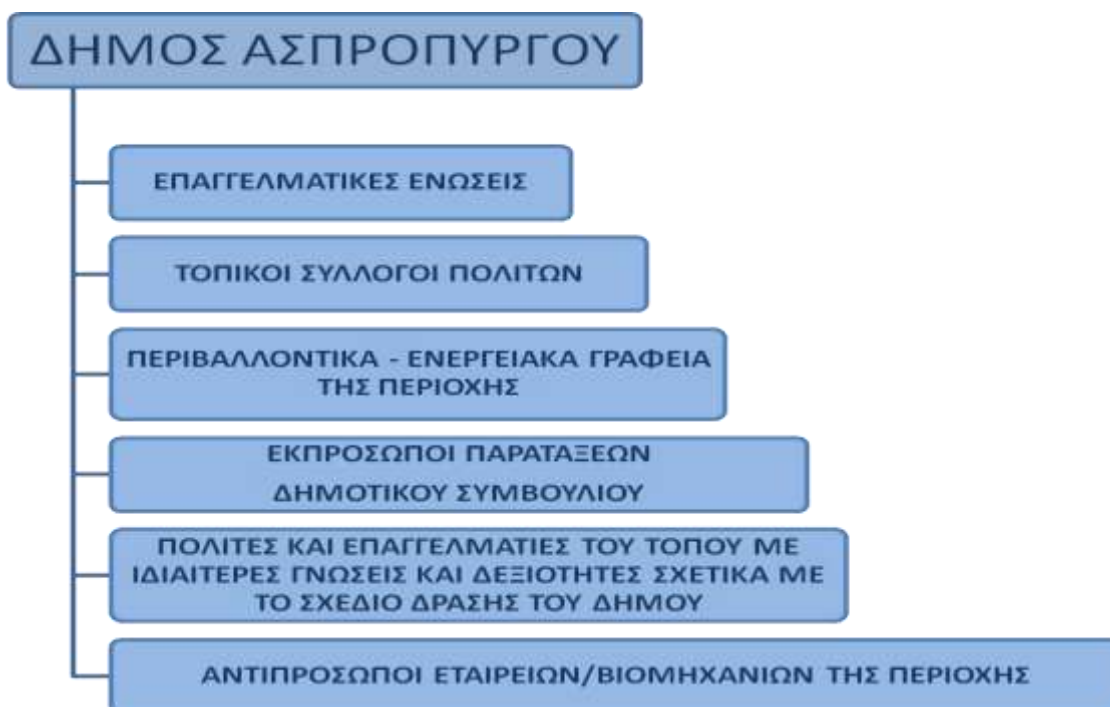 ΔΗΜΟΣ ΑΣΠΡΟΠΥΡΓΟΥ
ΕΠΑΓΓΕΛΜΑΤΙΚΕΣ ΕΝΩΣΕΙΣ
ΤΟΠΙΚΟΙ ΣΥΛΛΟΓΟΙ ΠΟΛΙΤΩΝ
ΠΕΡΙΒΑΛΛΟΝΤΙΚΑ - ΕΝΕΡΓΕΙΑΚΑ ΓΡΑΦΕΙΑ
ΤΗΣ ΠΕΡΙΟΧΗΣ
ΕΚΠΡΟΣΩΠΟΙ ΠΑΡΑΤΑΞΕΩΝ
ΔΗΜΟΤΙΚΟΥ ΣΥΜΒΟΥΛΙΟΥ
ΠΟΛΙΤΕΣ ΚΑΙ ΕΠΑΓΓΕΛΜΑΤΙΕΣ ΤΟΥ ΤΟΠΟΥ ΜΕ
ΙΔΙΑΙΤΕΡΕΣ ΓΝΩΣΕΙΣ ΚΑΙ ΔΕΞΙΟΤΗΤΕΣ ΣΧΕΤΙΚΑ ΜΕ
ΤΟ ΣΧΕΔΙΟ ΔΡΑΣΗΣ ΤΟΥ ΔΗΜΟΥ
ΑΝΤΙΠΡΟΣΩΠΟΙ ΕΤΑΙΡΕΙΩΝ/ΒΙΟΜΗΧΑΝΙΩΝ ΤΗΣ ΠΕΡΙΟΧΗΣ